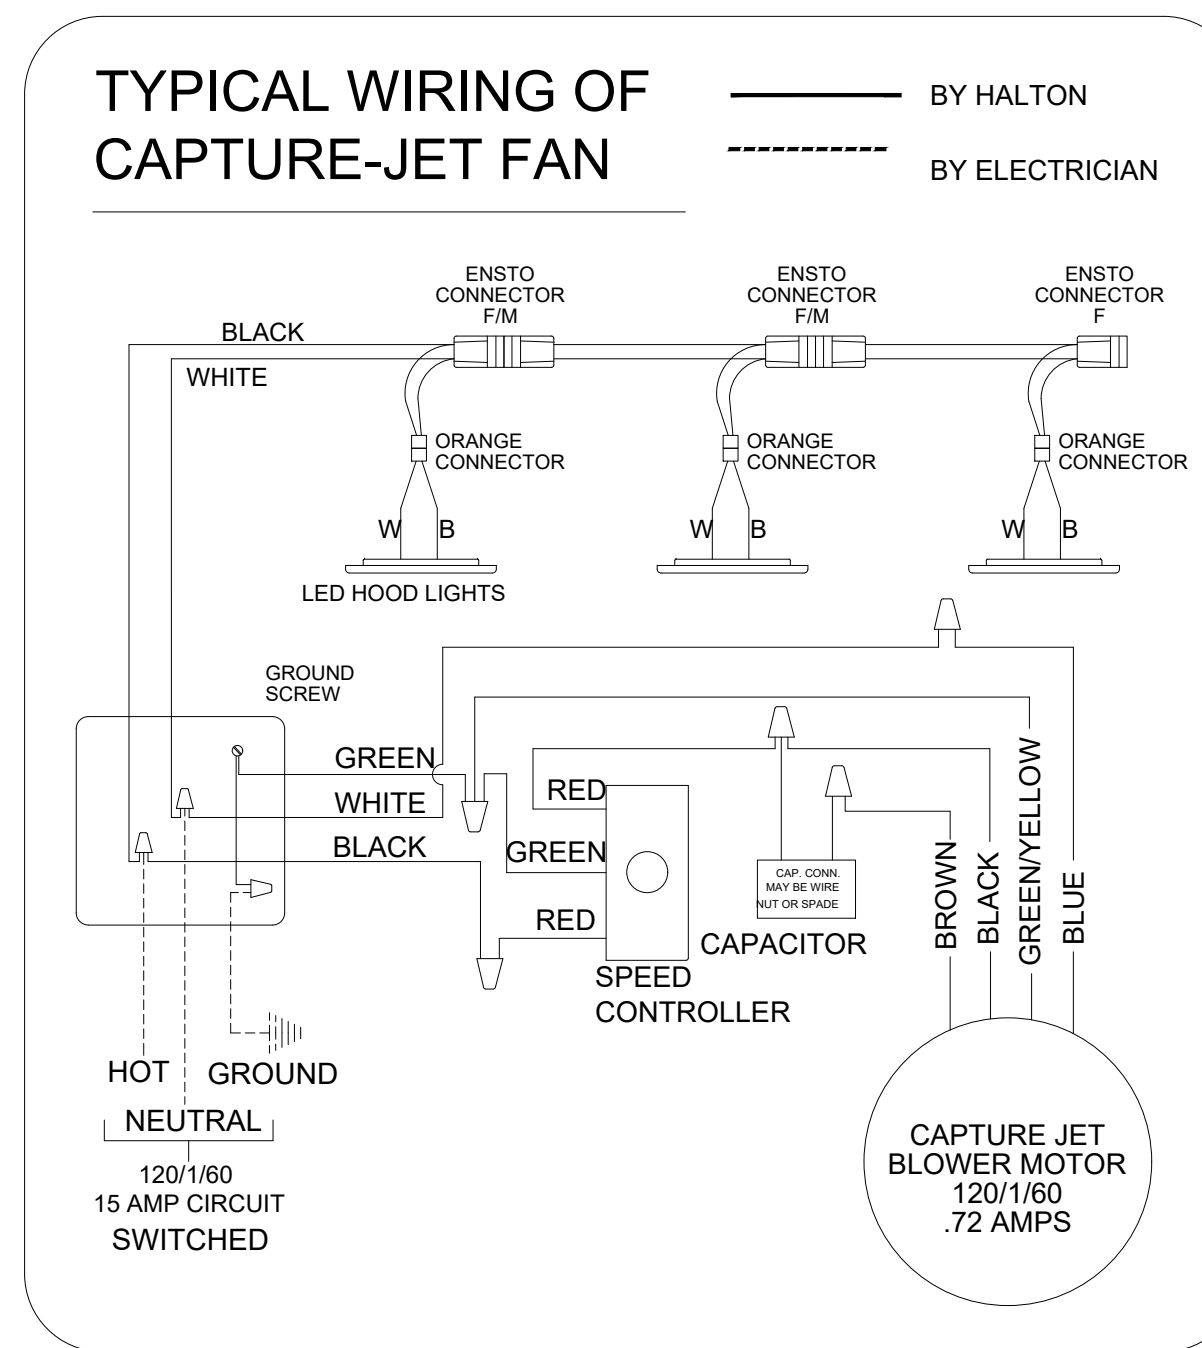 TYPICAL WIRING OF
CAPTURE-JET FAN
BY HALTON
BY ELECTRICIAN
ENSTO
CONNECTOR
F/M
ENSTO
CONNECTOR
F/M
ENSTO
CONNECTOR
F
BLACK
WHITE
ORANGE
CONNECTOR
ORANGE
CONNECTOR
ORANGE
CONNECTOR
W B
W B
W B
LED HOOD LIGHTS
GROUND
SCREW
GREEN
WHITE
BLACK
RED
GREEN
RED
SPEED
CONTROLLER
CAP. CONN.
MAY BE WIRE
NUT OR SPADE
CAPACITOR
BROWN
BLACK
GREEN/YELLOW
BLUE
HOT
GROUND
NEUTRAL
120/1/60
15 AMP CIRCUIT
SWITCHED
CAPTURE JET
BLOWER MOTOR
120/1/60
.72 AMPS